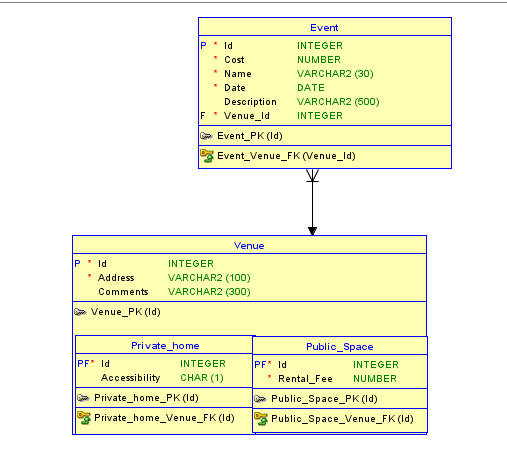 Event
P * Id INTEGER
* Cost NUMBER
* Name VARCHAR2 (30)
* Date DATE
Description VARCHAR2 (500)
F * Venue_Id INTEGER
Event_PK (Id)
Event_Venue_FK (Venue_Id)
Venue
P * Id INTEGER
* Address VARCHAR2 (100)
Comments VARCHAR2 (300)
Venue_PK (Id)
Private_home
PF* Id INTEGER
Accessibility CHAR (1)
Private_home_PK (Id)
Private_home_Venue_FK (Id)
Public_Space
PF* Id INTEGER
* Rental_Fee NUMBER
Public_Space_PK (Id)
Public_Space_Venue_FK (Id)